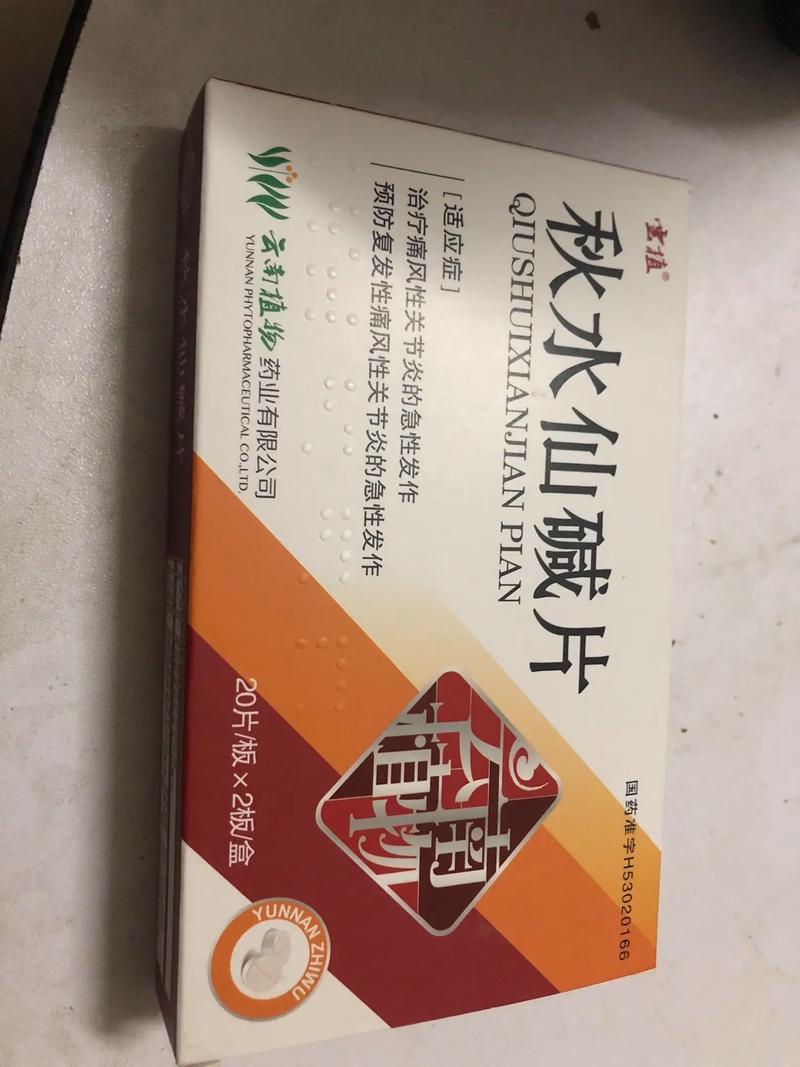 云植®
秋水仙碱片
QIUSHUIXIANJIAN PIAN
国药准字H53020166
[适应症]
治疗痛风性关节炎的急性发作
预防复发性痛风性关节炎的急性发作
云南植物
云南植物药业有限公司
YUNNAN PHYTOPHARMACEUTICAL CO.,LTD.
20片/板×2板/盒
YUNNAN ZHIWU